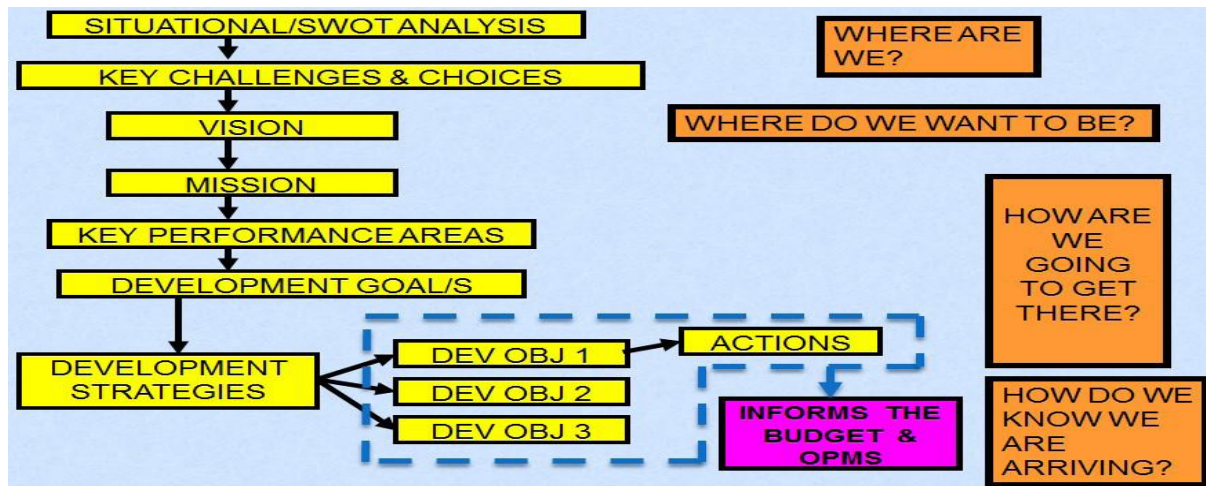 SITUATIONAL/SWOT ANALYSIS
KEY CHALLENGES & CHOICES
VISION
MISSION
KEY PERFORMANCE AREAS
DEVELOPMENT GOAL/S
DEVELOPMENT
STRATEGIES
DEV OBJ 1
DEV OBJ 2
DEV OBJ 3
ACTIONS
INFORMS THE
BUDGET &
OPMS
WHERE ARE
WE?
WHERE DO WE WANT TO BE?
HOW ARE
WE
GOING
TO GET
THERE?
HOW DO WE
KNOW WE
ARE
ARRIVING?